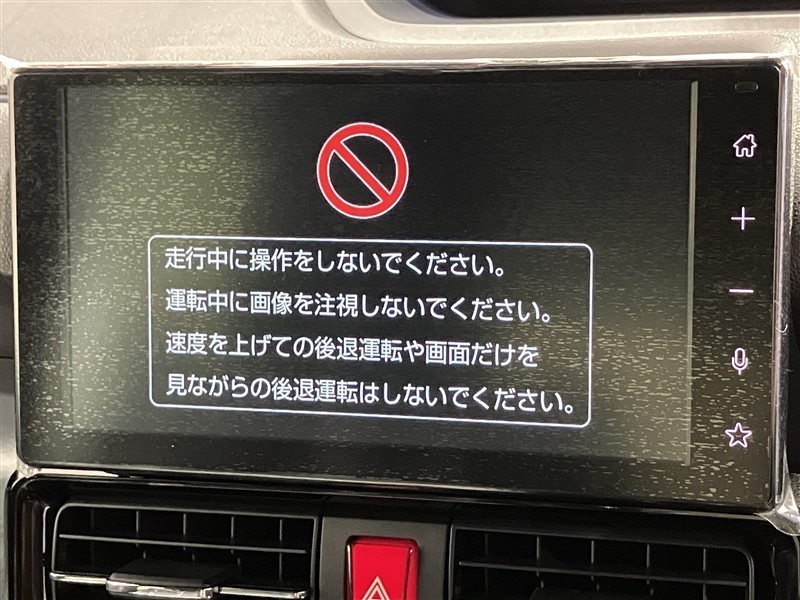 走行中に操作をしないでください。
運転中に画像を注視しないでください。
速度を上げての後退運転や画面だけを
見ながらの後退運転はしないでください。